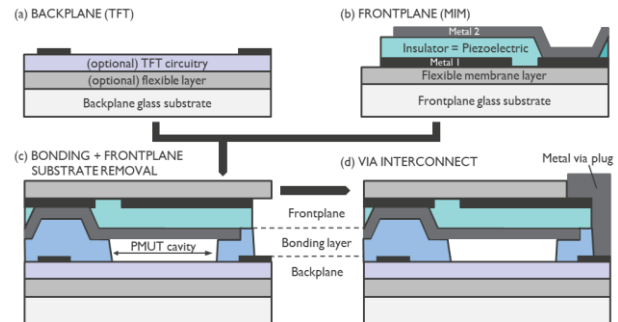 (a) BACKPLANE (TFT)
(optional) TFT circuitry
(optional) flexible layer
Backplane glass substrate
(b) FRONTPLANE (MIM)
Metal 2
Insulator = Piezoelectric
Metal 1
Flexible membrane layer
Frontplane glass substrate
(c) BONDING + FRONTPLANE
SUBSTRATE REMOVAL
(d) VIA INTERCONNECT
Metal via plug
Frontplane
Bonding layer
PMUT cavity
Backplane